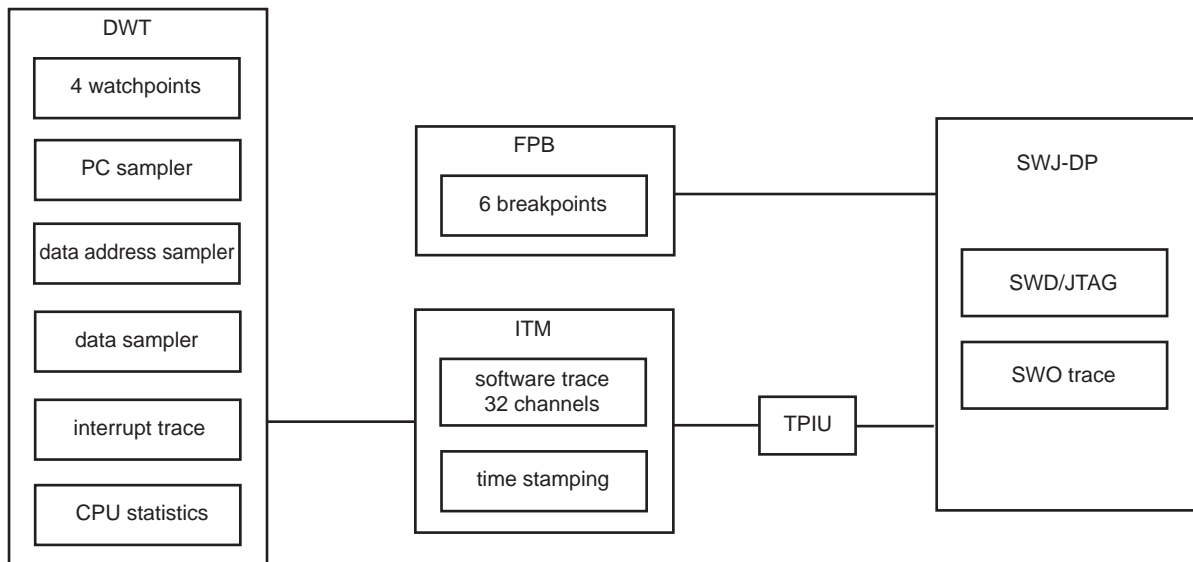 DWT
4 watchpoints
PC sampler
data address sampler
data sampler
interrupt trace
CPU statistics
FPB
6 breakpoints
ITM
software trace
32 channels
time stamping
TPIU
SWJ-DP
SWD/JTAG
SWO trace